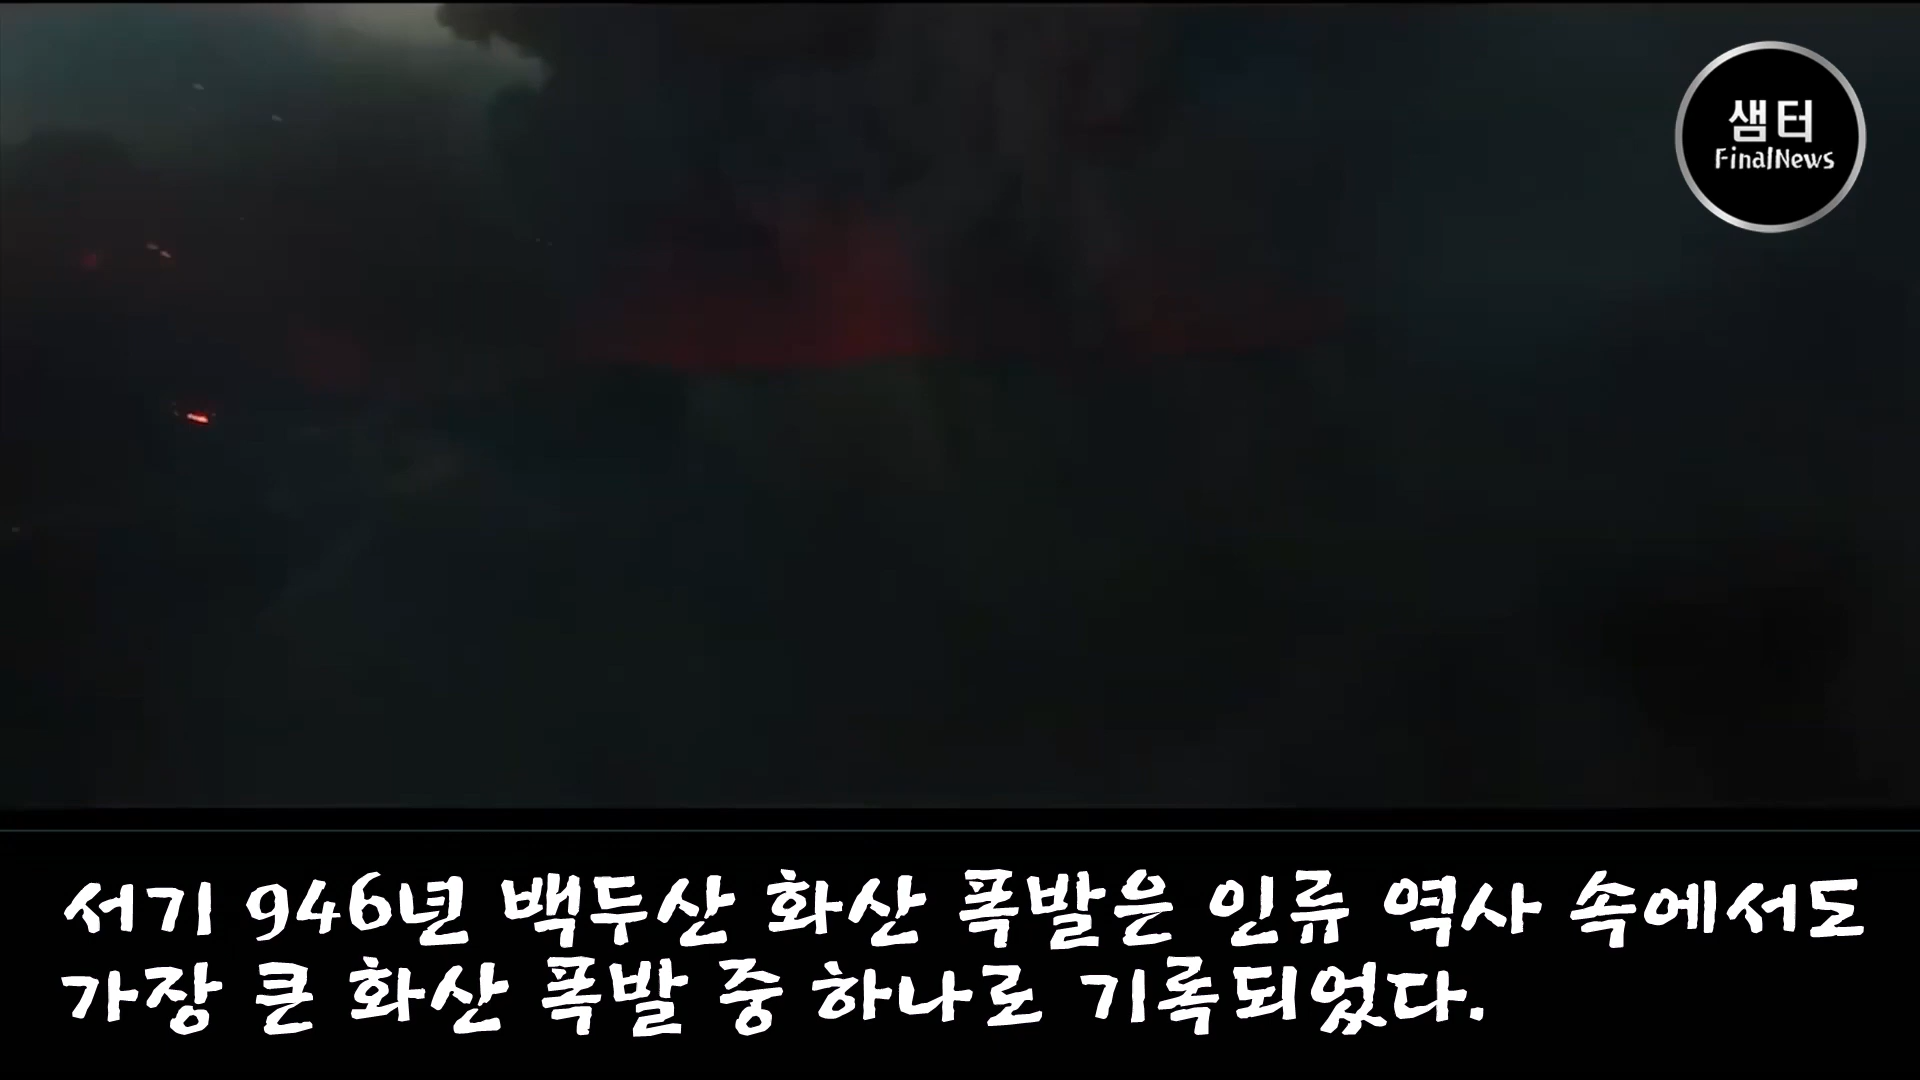 샘터
FinalNews
서기 946년 백두산 화산 폭발은 인류 역사 속에서도
가장 큰 화산 폭발 중 하나로 기록되었다.